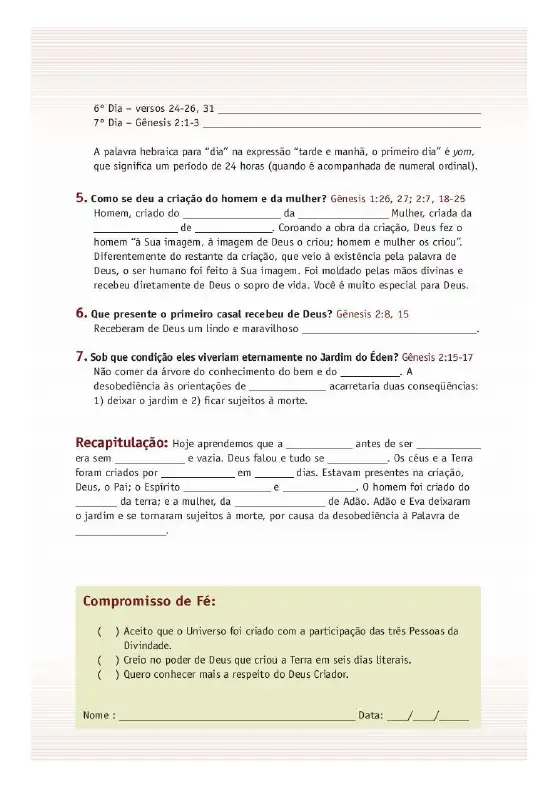 6º Dia – versos 24-26, 31 ____________________
7º Dia – Gênesis 2:1-3 ____________________
A palavra hebraica para "dia" na expressão "tarde e manhã, o primeiro dia" é yom,
que significa um período de 24 horas (quando é acompanhada de numeral ordinal).
5. Como se deu a criação do homem e da mulher? Gênesis 1:26, 27; 2:7, 18-25
Homem, criado do ____________________ da ____________________ Mulher, criada da
____________________ de ____________________. Coroando a obra da criação, Deus fez o
homem "à Sua imagem, à imagem de Deus o criou; homem e mulher os criou".
Diferentemente do restante da criação, que veio à existência pela palavra de
Deus, o ser humano foi feito à Sua imagem. Foi moldado pelas mãos divinas e
recebeu diretamente de Deus o sopro de vida. Você é muito especial para Deus.
6. Que presente o primeiro casal recebeu de Deus? Gênesis 2:8, 15
Receberam de Deus um lindo e maravilhoso ____________________.
7. Sob que condição eles viveriam eternamente no Jardim do Éden? Gênesis 2:15-17
Não comer da árvore do conhecimento do bem e do ___________. A
desobediência às orientações de ______________ acarretaria duas conseqüências:
1) deixar o jardim e 2) ficar sujeitos à morte.
Recapitulação: Hoje aprendemos que a ____________ antes de ser ____________
era sem ____________ e vazia. Deus falou e tudo se ___________. Os céus e a Terra
foram criados por ____________ em _______ dias. Estavam presentes na criação,
Deus, o Pai; o Espírito ________________ e _____________. O homem foi criado do
________ da terra; e a mulher, da ________________ de Adão. Adão e Eva deixaram
o jardim e se tornaram sujeitos à morte, por causa da desobediência à Palavra de
________________.
Compromisso de Fé:
( ) Aceito que o Universo foi criado com a participação das três Pessoas da
Divindade.
( ) Creio no poder de Deus que criou a Terra em seis dias literais.
( ) Quero conhecer mais a respeito do Deus Criador.
Nome : ____________________ Data: ____/____/_____